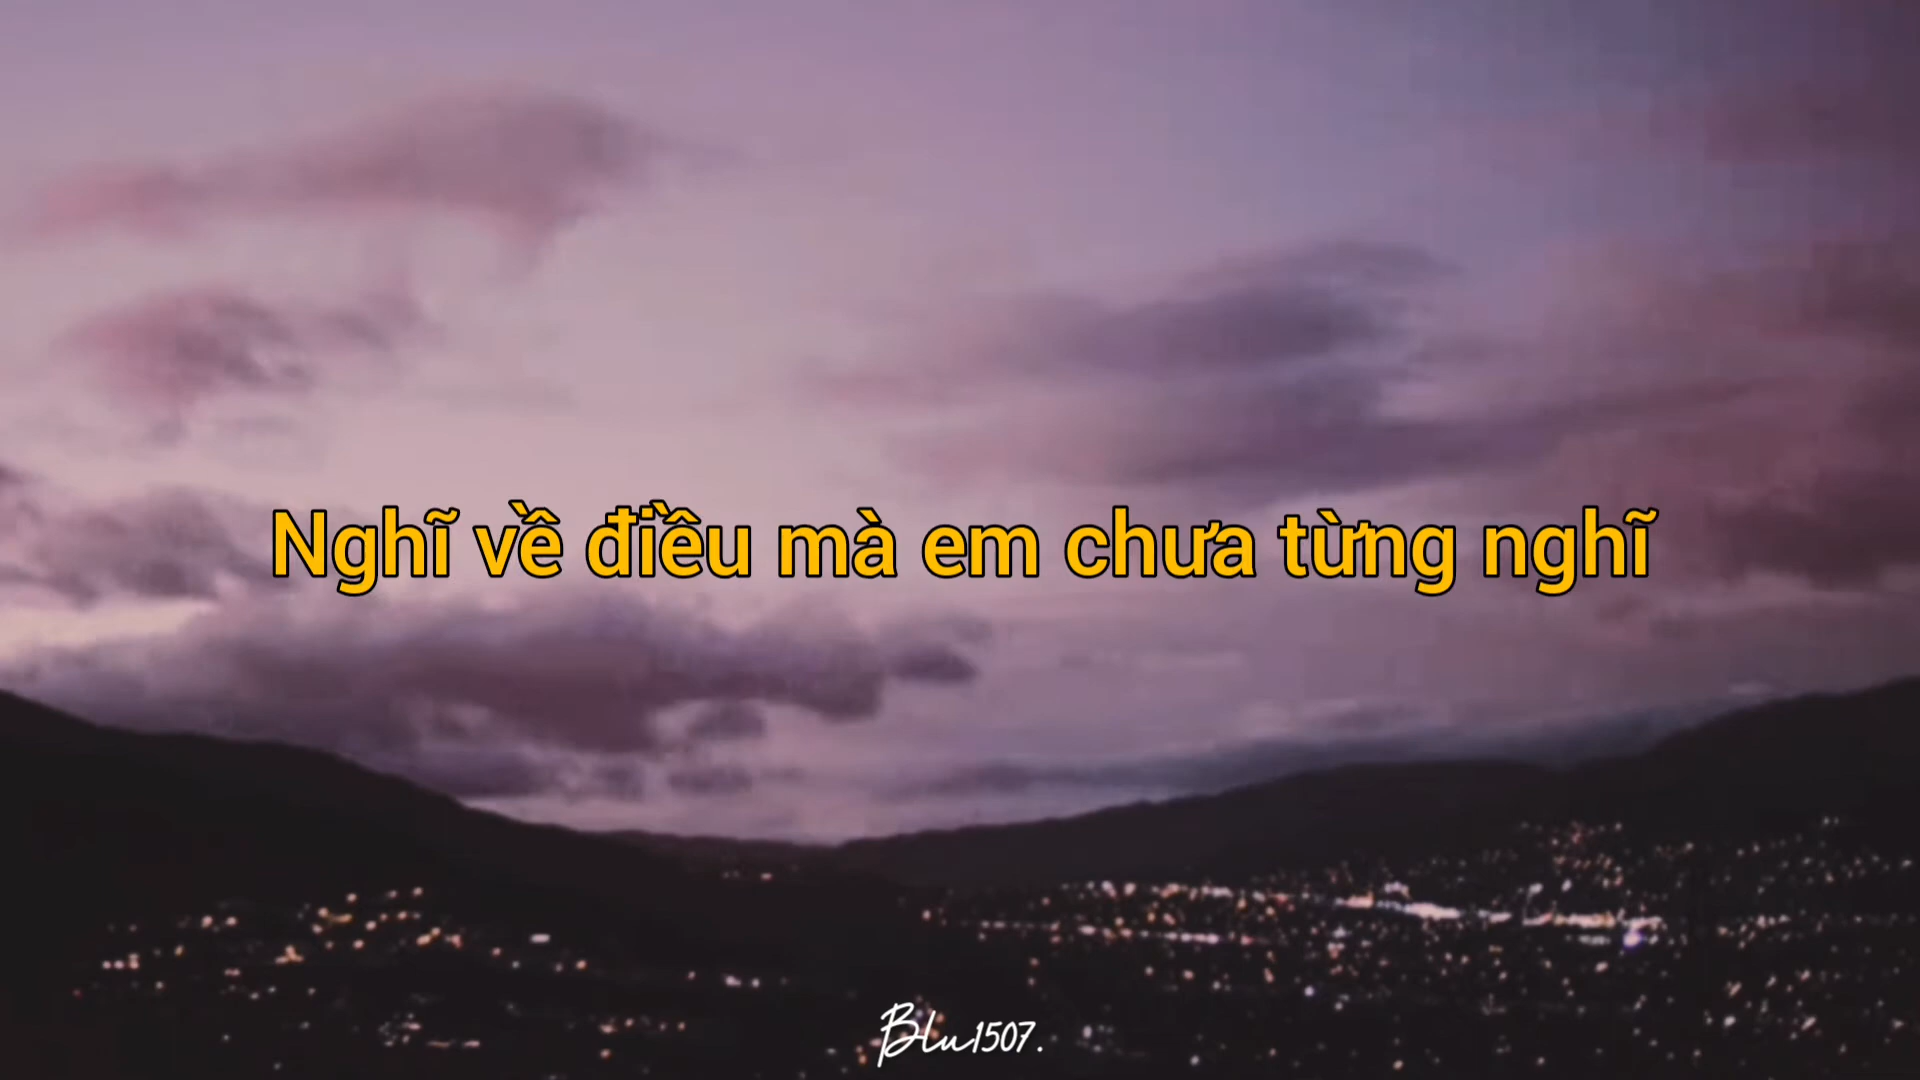 Nghĩ về điều mà em chưa từng nghĩ
Blu1507.